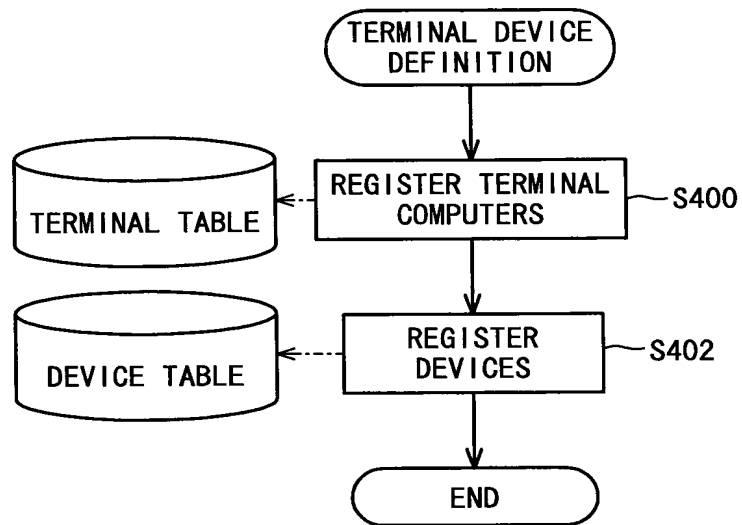 TERMINAL DEVICE
DEFINITION
REGISTER TERMINAL
COMPUTERS
S400
TERMINAL TABLE
REGISTER
DEVICES
S402
DEVICE TABLE
END